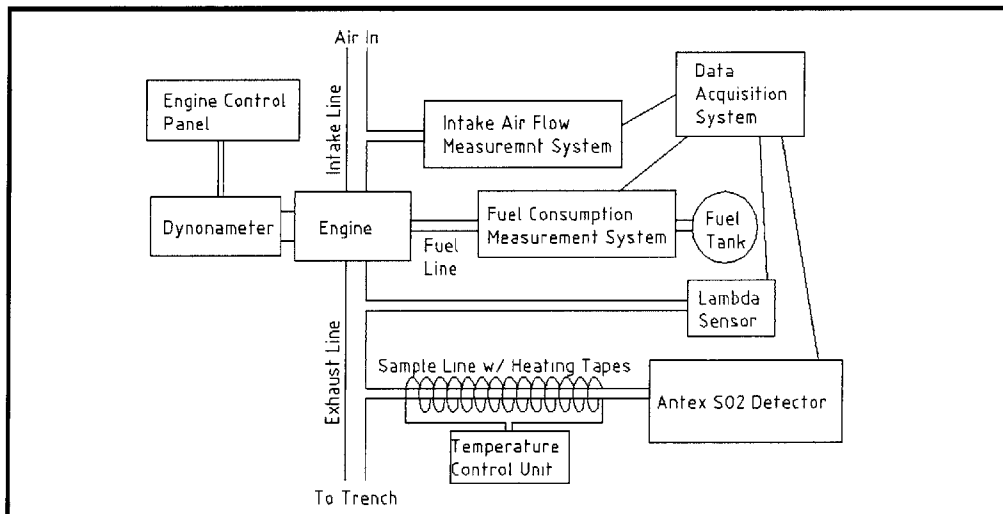 Air In
Engine Control
Panel
Intake Line
Intake Air Flow
Measuremnt System
Data
Acquisition
System
Dynonameter
Engine
Fuel
Line
Fuel Consumption
Measurement System
Fuel
Tank
Lambda
Sensor
Exhaust Line
Sample Line w/ Heating Tapes
Antex SO2 Detector
Temperature
Control Unit
To Trench